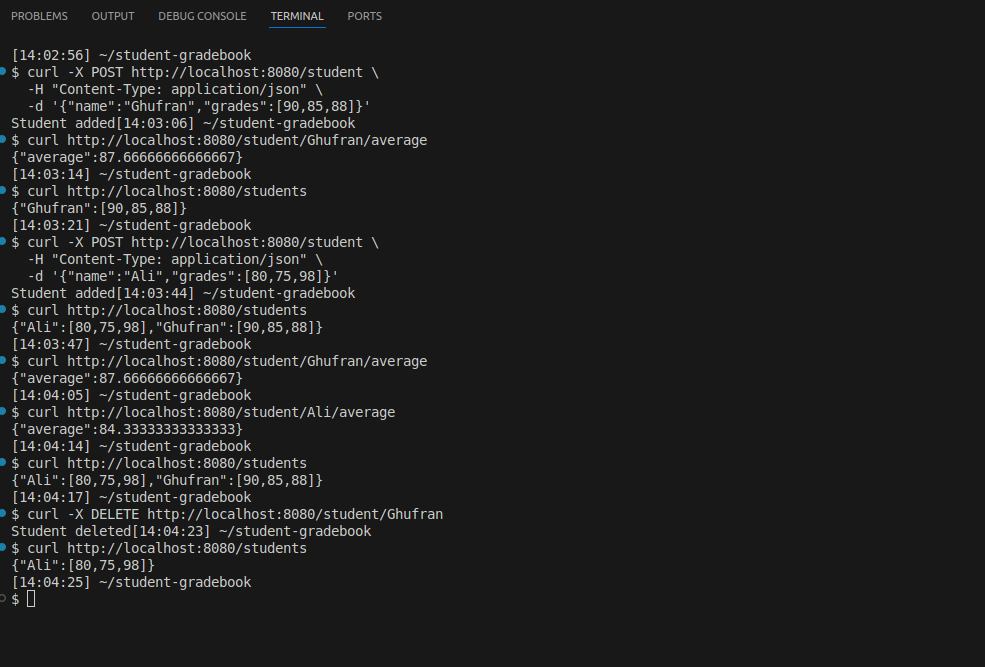 PROBLEMS OUTPUT DEBUG CONSOLE TERMINAL PORTS
[14:02:56] ~/student-gradebook
$ curl -X POST http://localhost:8080/student \
  -H "Content-Type: application/json" \
  -d '{"name":"Ghufran","grades":[90,85,88]}'
Student added[14:03:06] ~/student-gradebook
$ curl http://localhost:8080/student/Ghufran/average
{"average":87.66666666666667}
[14:03:14] ~/student-gradebook
$ curl http://localhost:8080/students
{"Ghufran":[90,85,88]}
[14:03:21] ~/student-gradebook
$ curl -X POST http://localhost:8080/student \
  -H "Content-Type: application/json" \
  -d '{"name":"Ali","grades":[80,75,98]}'
Student added[14:03:44] ~/student-gradebook
$ curl http://localhost:8080/students
{"Ali":[80,75,98],"Ghufran":[90,85,88]}
[14:03:47] ~/student-gradebook
$ curl http://localhost:8080/student/Ghufran/average
{"average":87.66666666666667}
[14:04:05] ~/student-gradebook
$ curl http://localhost:8080/student/Ali/average
{"average":84.33333333333333}
[14:04:14] ~/student-gradebook
$ curl http://localhost:8080/students
{"Ali":[80,75,98],"Ghufran":[90,85,88]}
[14:04:17] ~/student-gradebook
$ curl -X DELETE http://localhost:8080/student/Ghufran
Student deleted[14:04:23] ~/student-gradebook
$ curl http://localhost:8080/students
{"Ali":[80,75,98]}
[14:04:25] ~/student-gradebook
$